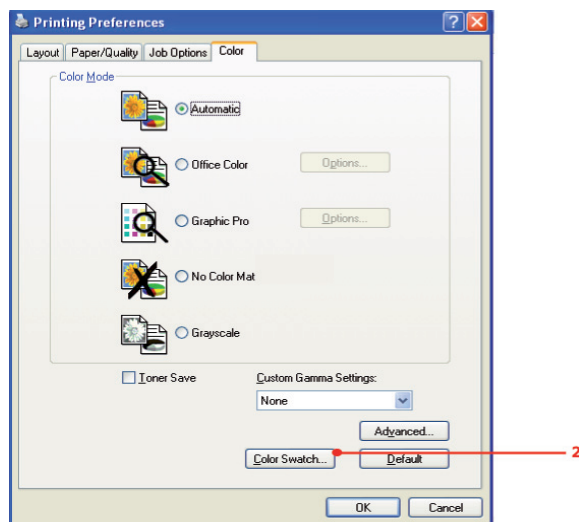 Printing Preferences
Layout Paper/Quality Job Options Color
Color Mode
Automatic
Office Color Options...
Graphic Pro Options...
No Color Mat
Grayscale
Toner Save Custom Gamma Settings:
None
Advanced...
Color Swatch... Default 2
OK Cancel